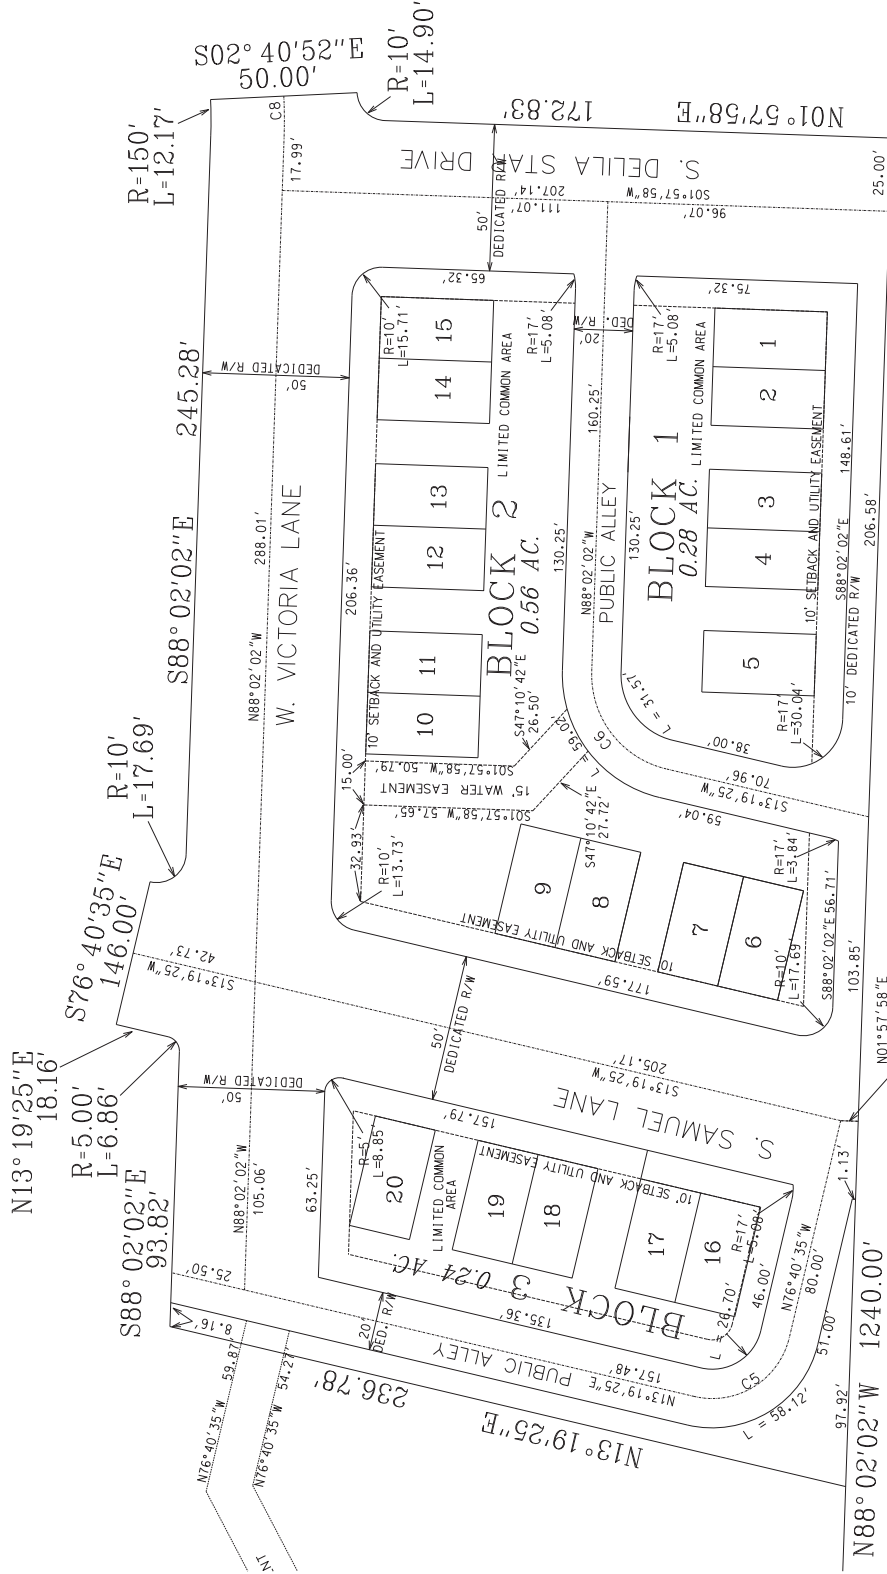 S02°40'52"E
50.00'
R=10'
L=14.90'
R=150'
L=12.17'
C8
17.99'
N01°57'58"E 172.83'
S. DELILA STAR DRIVE
207.14'
111.07'
S01°57'58"W
96.07'
25.00'
50'
DEDICATED R/W
65.32'
75.32'
S88°02'02"E 245.28'
DEDICATED R/W
50'
288.01'
N88°02'02"W
W. VICTORIA LANE
206.36'
10' SETBACK AND UTILITY EASEMENT
R=10'
L=15.71'
15
14
13
12
11
10
LIMITED COMMON AREA
BLOCK 2
0.56 AC.
R=17'
L=5.08'
20'
DED. R/W
130.25'
160.25'
N88°02'02"W
PUBLIC ALLEY
130.25'
R=17'
L=5.08'
LIMITED COMMON AREA
BLOCK 1
0.28 AC.
1
2
3
4
5
10' SETBACK AND UTILITY EASEMENT
148.61'
S88°02'02"E
10' DEDICATED R/W
206.58'
L = 31.57'
38.00'
R=17'
L=30.04'
70.96'
S13°19'25"W
C6
L = 59.02'
59.04'
S47°10'42"E
26.50'
S01°57'58"W 50.79'
15' WATER EASEMENT
S01°57'58"W 57.65'
S47°10'42"E
27.72'
15.00'
32.93'
R=10'
L=13.73'
R=10'
L=17.69'
S76°40'35"E
146.00'
42.73'
S13°19'25"W
9
8
7
6
10' SETBACK AND UTILITY EASEMENT
177.59'
R=17'
L=3.84'
R=10'
L=17.69
S88°02'02"E 56.71'
103.85'
N01°57'58"E
50'
DEDICATED R/W
205.17'
S13°19'25"W
S. SAMUEL LANE
N13°19'25"E
18.16'
R=5.00'
L=6.86'
S88°02'02"E
93.82'
50'
DEDICATED R/W
N88°02'02"W
105.06'
25.50'
63.25'
157.79'
R=5'
L=8.85
20
19
18
17
16
LIMITED COMMON
AREA
10' SETBACK AND UTILITY EASEMENT
BLOCK 3 0.24 AC.
135.36'
R=17'
L=5.08'
L = 26.70'
46.00'
N76°40'35"W
80.00'
1.13'
51.00'
8.16'
20'
DED. R/W
PUBLIC ALLEY
157.48'
N13°19'25"E
C5
L = 58.12'
97.92'
N13°19'25"E 236.78'
N76°40'35"W 59.87'
N76°40'35"W 54.27'
N88°02'02"W 1240.00'